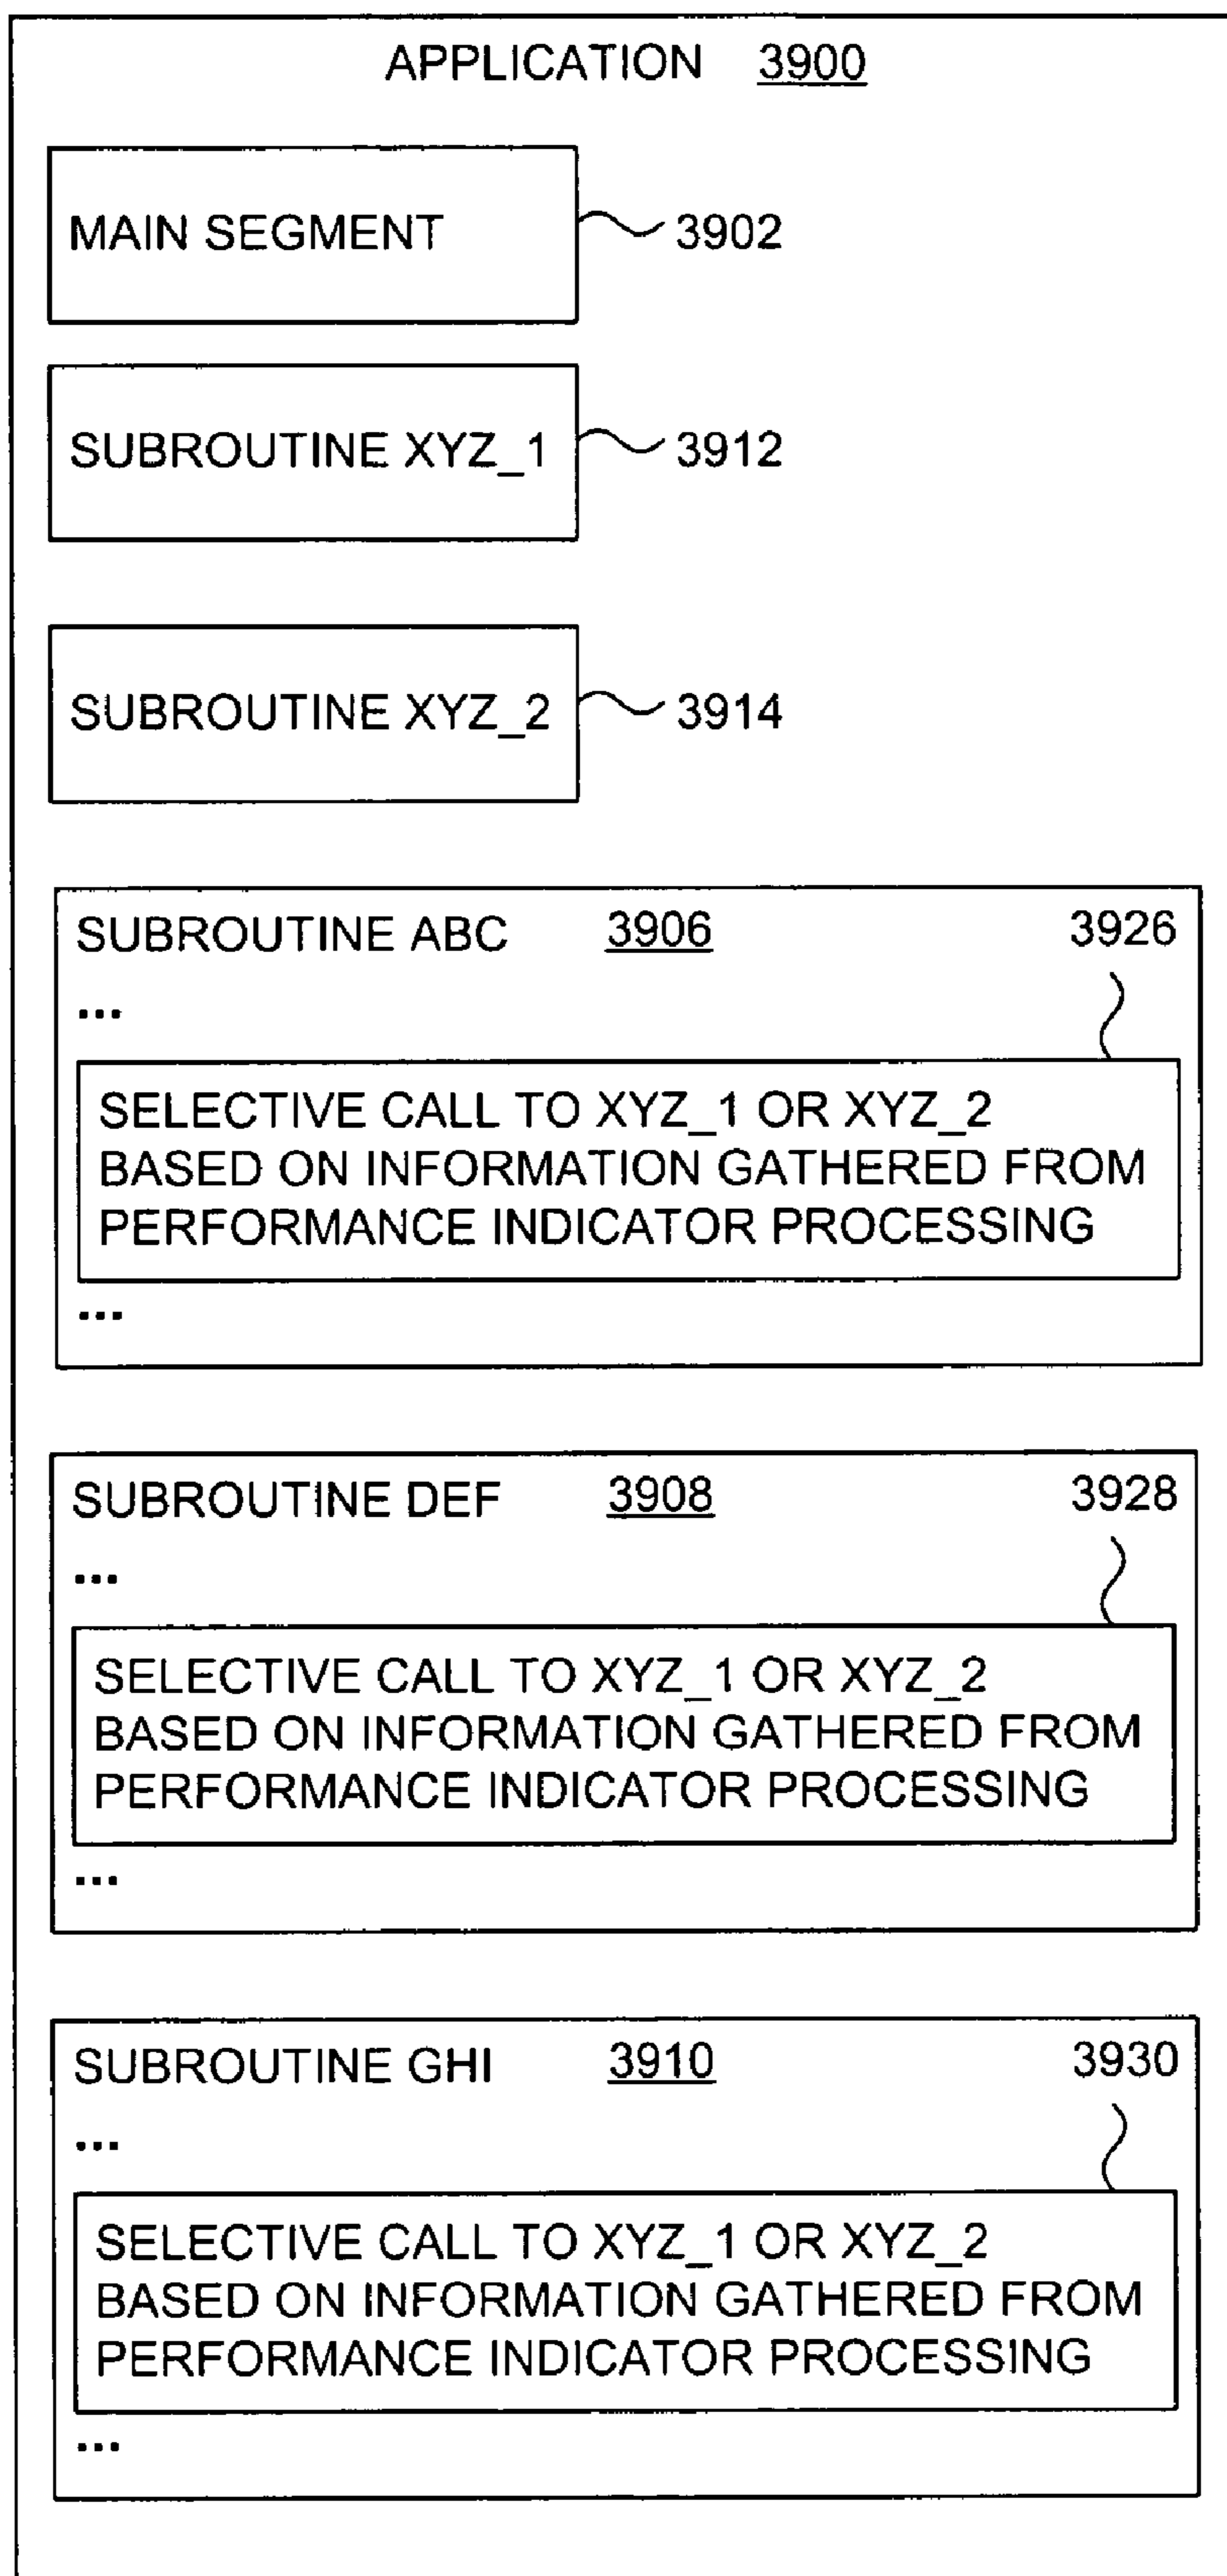 APPLICATION 3900
MAIN SEGMENT 3902
SUBROUTINE XYZ_1 3912
SUBROUTINE XYZ_2 3914
SUBROUTINE ABC 3906 3926
...
SELECTIVE CALL TO XYZ_1 OR XYZ_2
BASED ON INFORMATION GATHERED FROM
PERFORMANCE INDICATOR PROCESSING
...
SUBROUTINE DEF 3908 3928
...
SELECTIVE CALL TO XYZ_1 OR XYZ_2
BASED ON INFORMATION GATHERED FROM
PERFORMANCE INDICATOR PROCESSING
...
SUBROUTINE GHI 3910 3930
...
SELECTIVE CALL TO XYZ_1 OR XYZ_2
BASED ON INFORMATION GATHERED FROM
PERFORMANCE INDICATOR PROCESSING
...